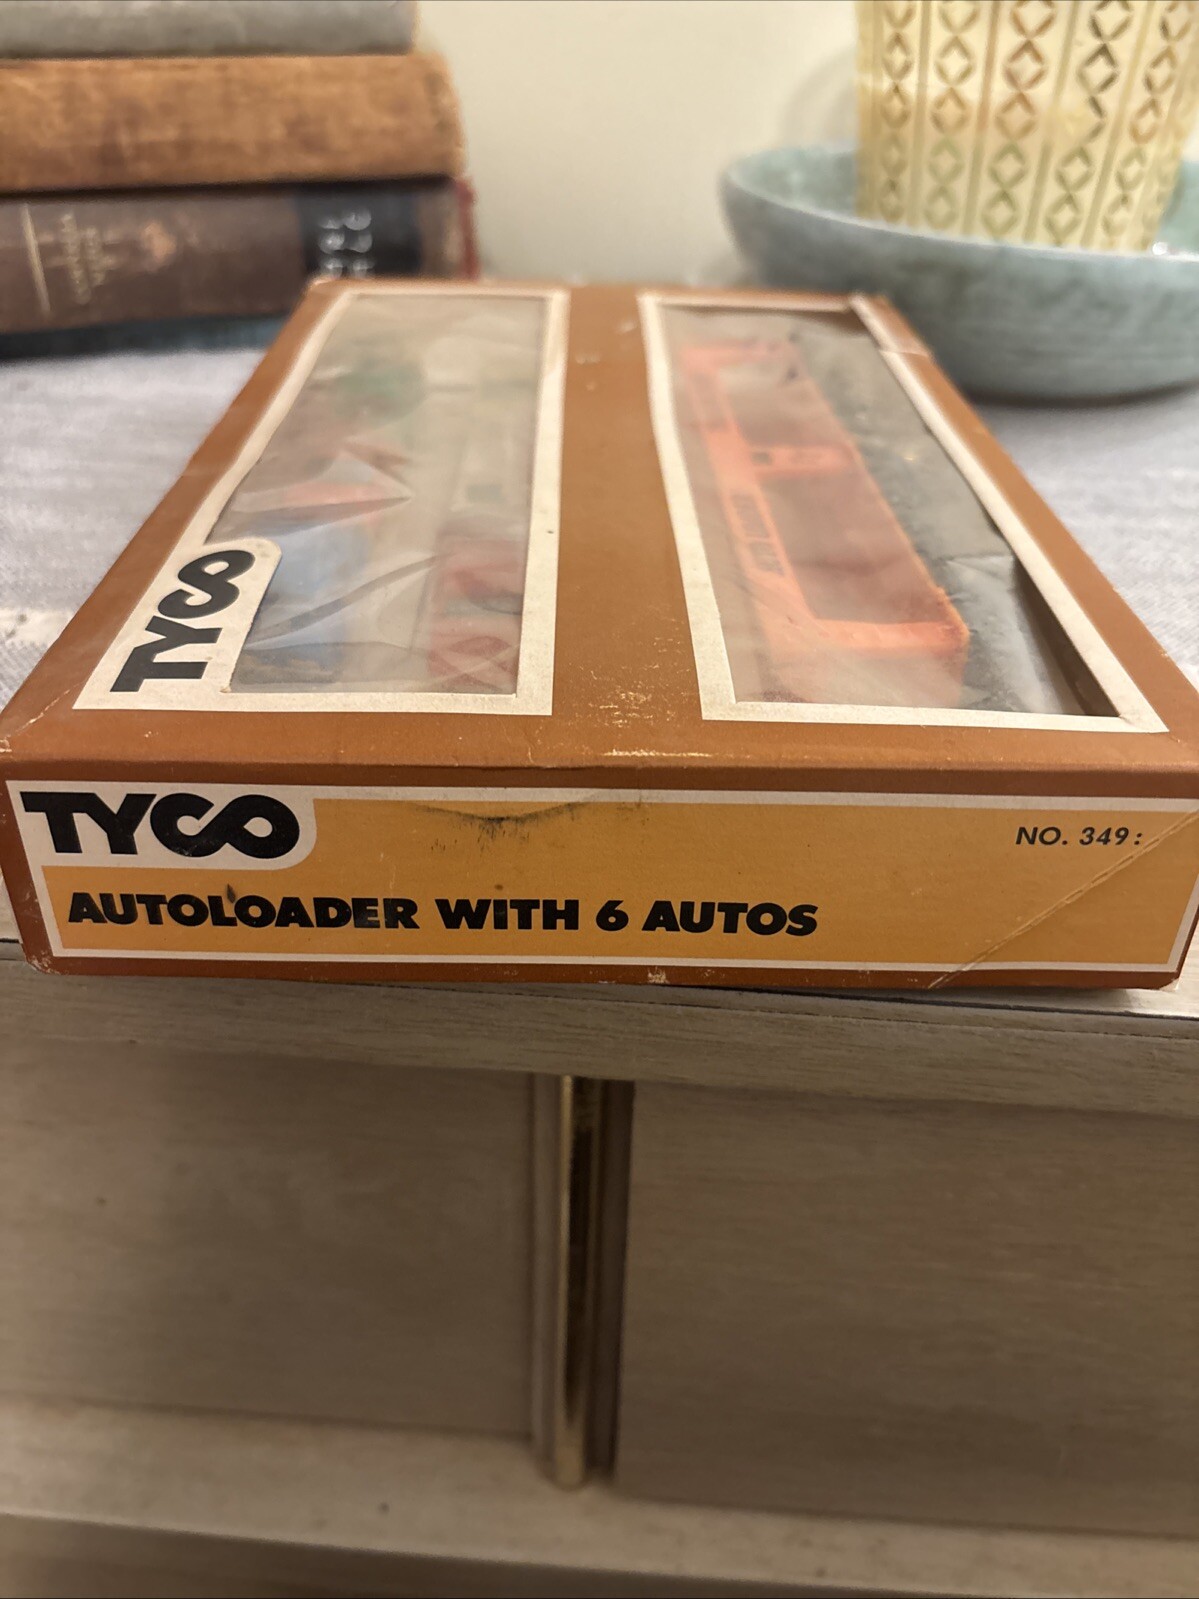 TYCO
TYCO
NO. 349:
AUTOLOADER WITH 6 AUTOS